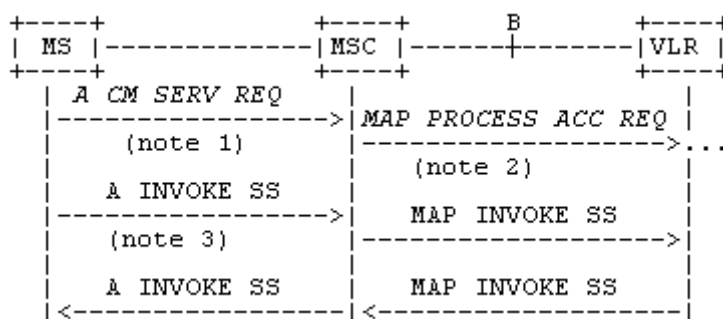 B
MS MSC VLR
A CM SERV REQ
MAP PROCESS ACC REQ
(note 1) ...
(note 2)
A INVOKE SS
MAP INVOKE SS
(note 3)
A INVOKE SS MAP INVOKE SS